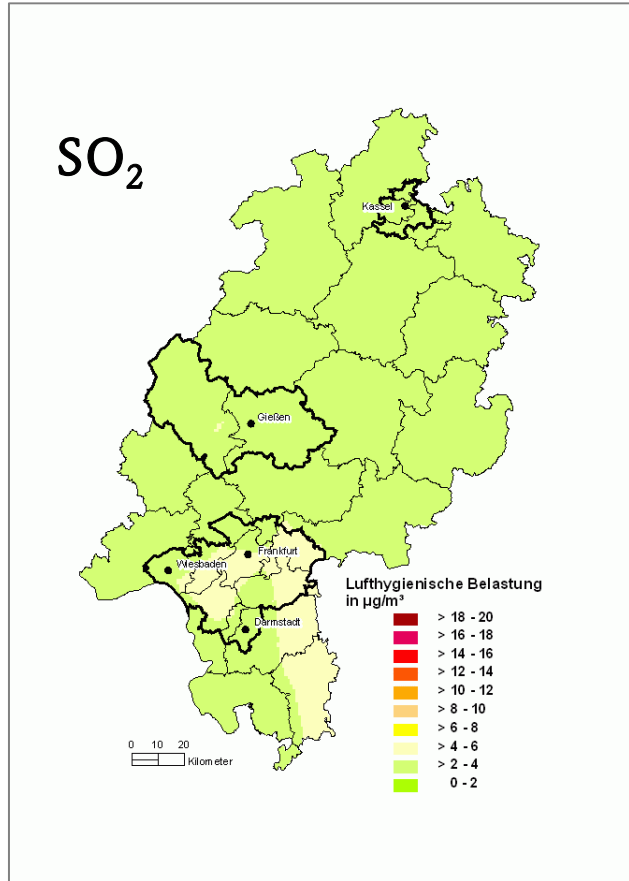 SO₂
Kassel
Gießen
Frankfurt
Wiesbaden
Darmstadt
Lufthygienische Belastung
in µg/m³
> 18 - 20
> 16 - 18
> 14 - 16
> 12 - 14
> 10 - 12
> 8 - 10
> 6 - 8
> 4 - 6
> 2 - 4
0 - 2
0 10 20
Kilometer